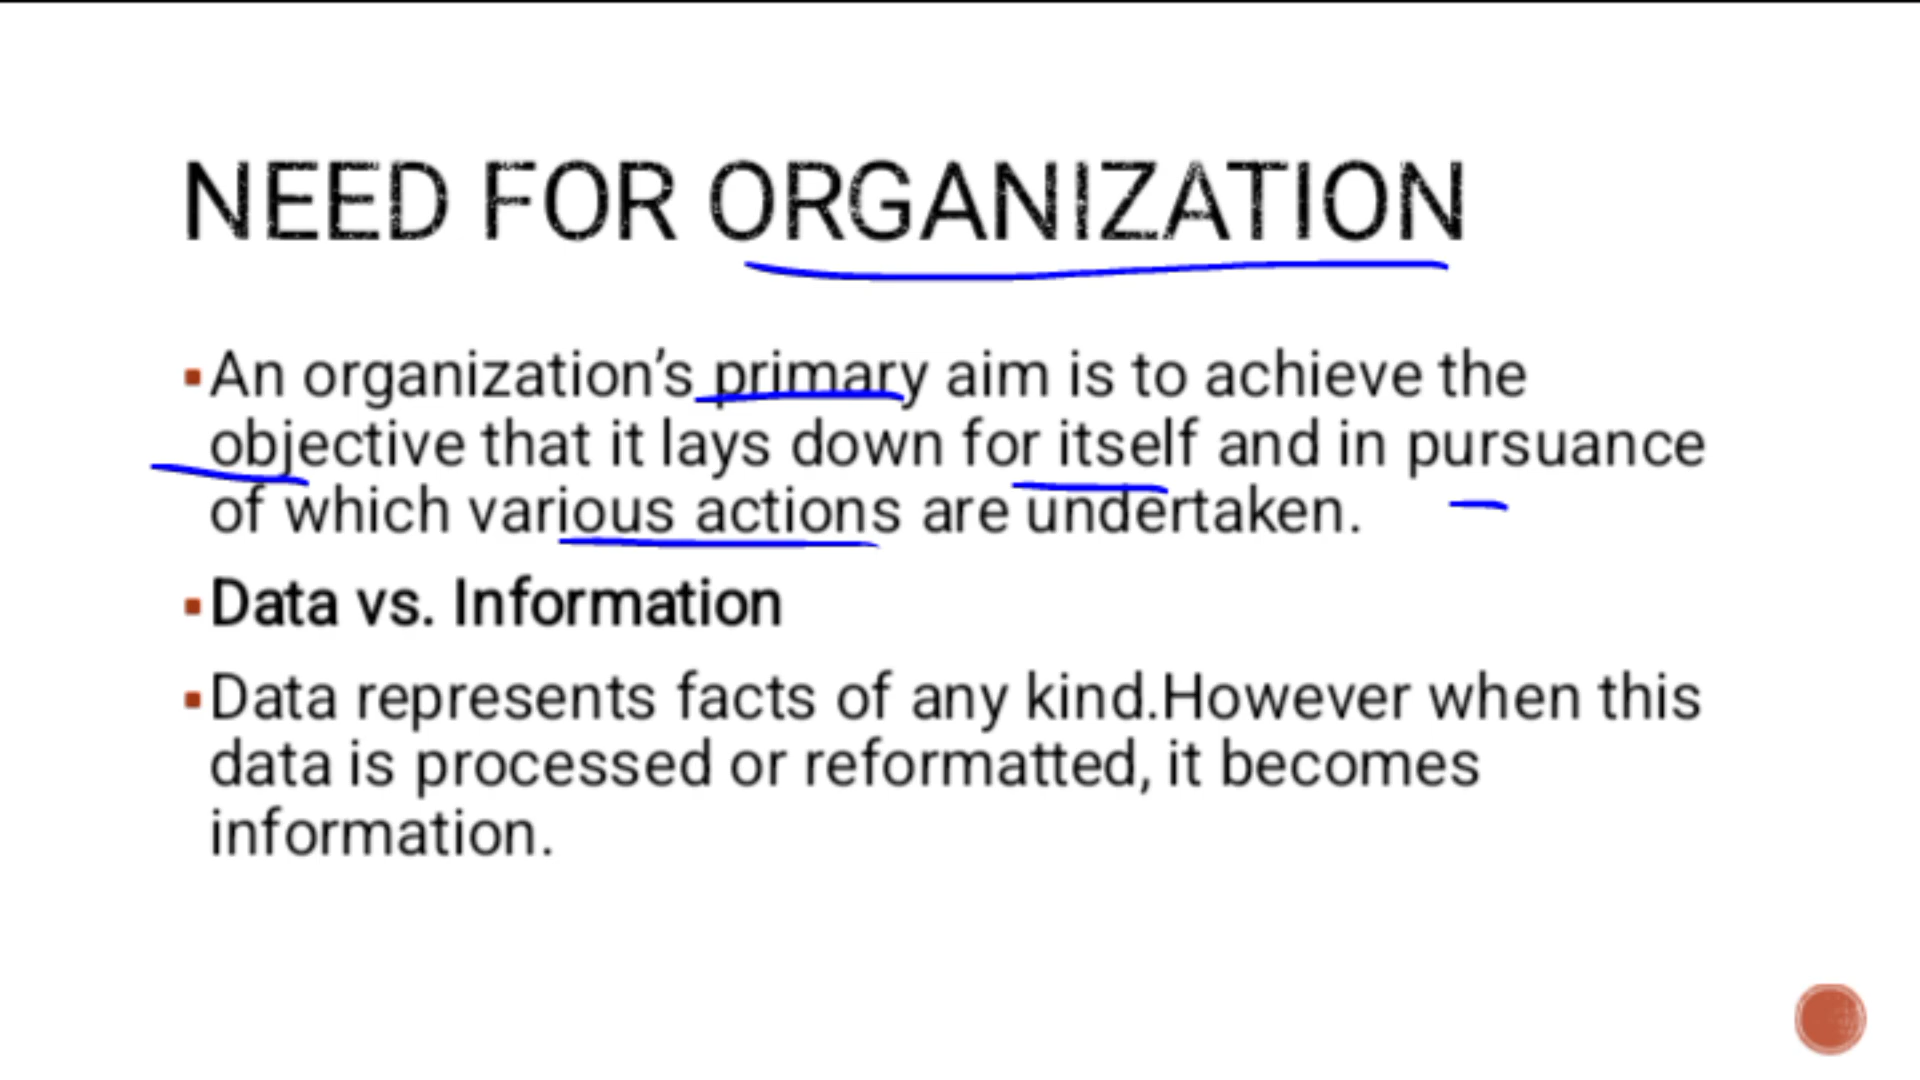 NEED FOR ORGANIZATION
▪An organization’s primary aim is to achieve the
objective that it lays down for itself and in pursuance
of which various actions are undertaken.
▪Data vs. Information
▪Data represents facts of any kind.However when this
data is processed or reformatted, it becomes
information.